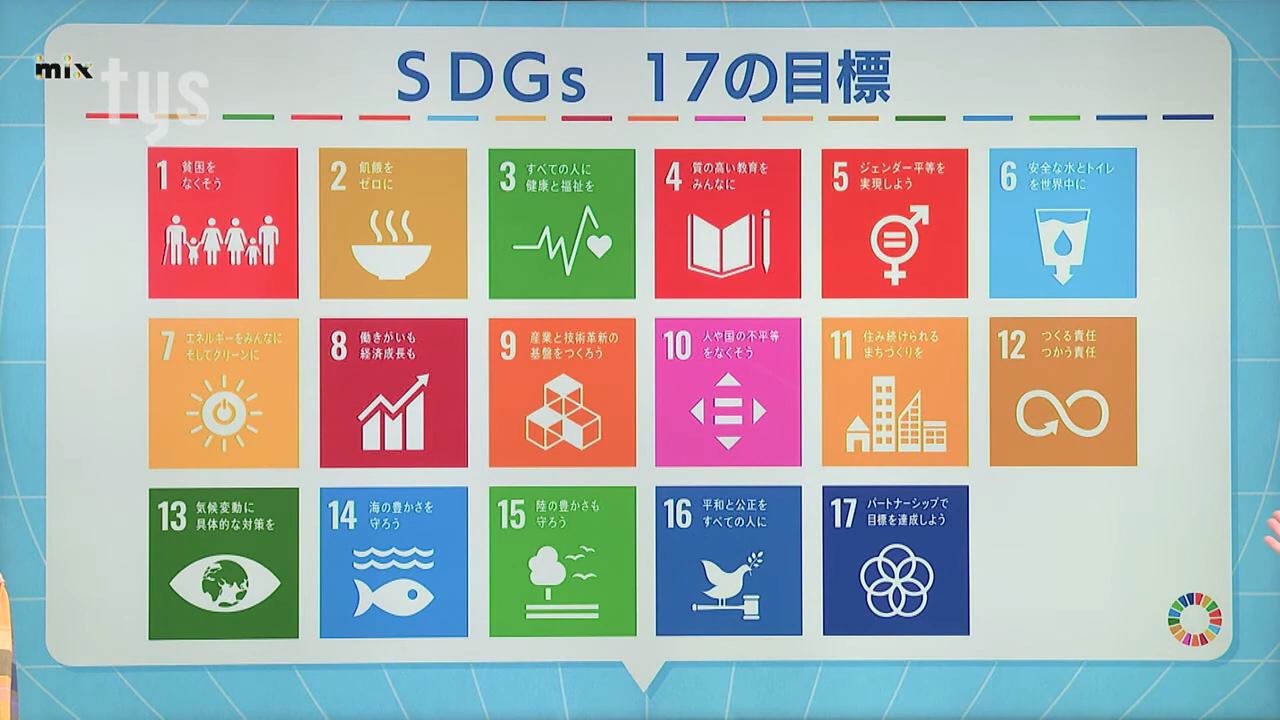 mix
tys
SDGs 17の目標
1 貧困を
なくそう
2 飢餓を
ゼロに
3 すべての人に
健康と福祉を
4 質の高い教育を
みんなに
5 ジェンダー平等を
実現しよう
6 安全な水とトイレ
を世界中に
7 エネルギーをみんなに
そしてクリーンに
8 働きがいも
経済成長も
9 産業と技術革新の
基盤をつくろう
10 人や国の不平等
をなくそう
11 住み続けられる
まちづくりを
12 つくる責任
つかう責任
13 気候変動に
具体的な対策を
14 海の豊かさを
守ろう
15 陸の豊かさも
守ろう
16 平和と公正を
すべての人に
17 パートナーシップで
目標を達成しよう